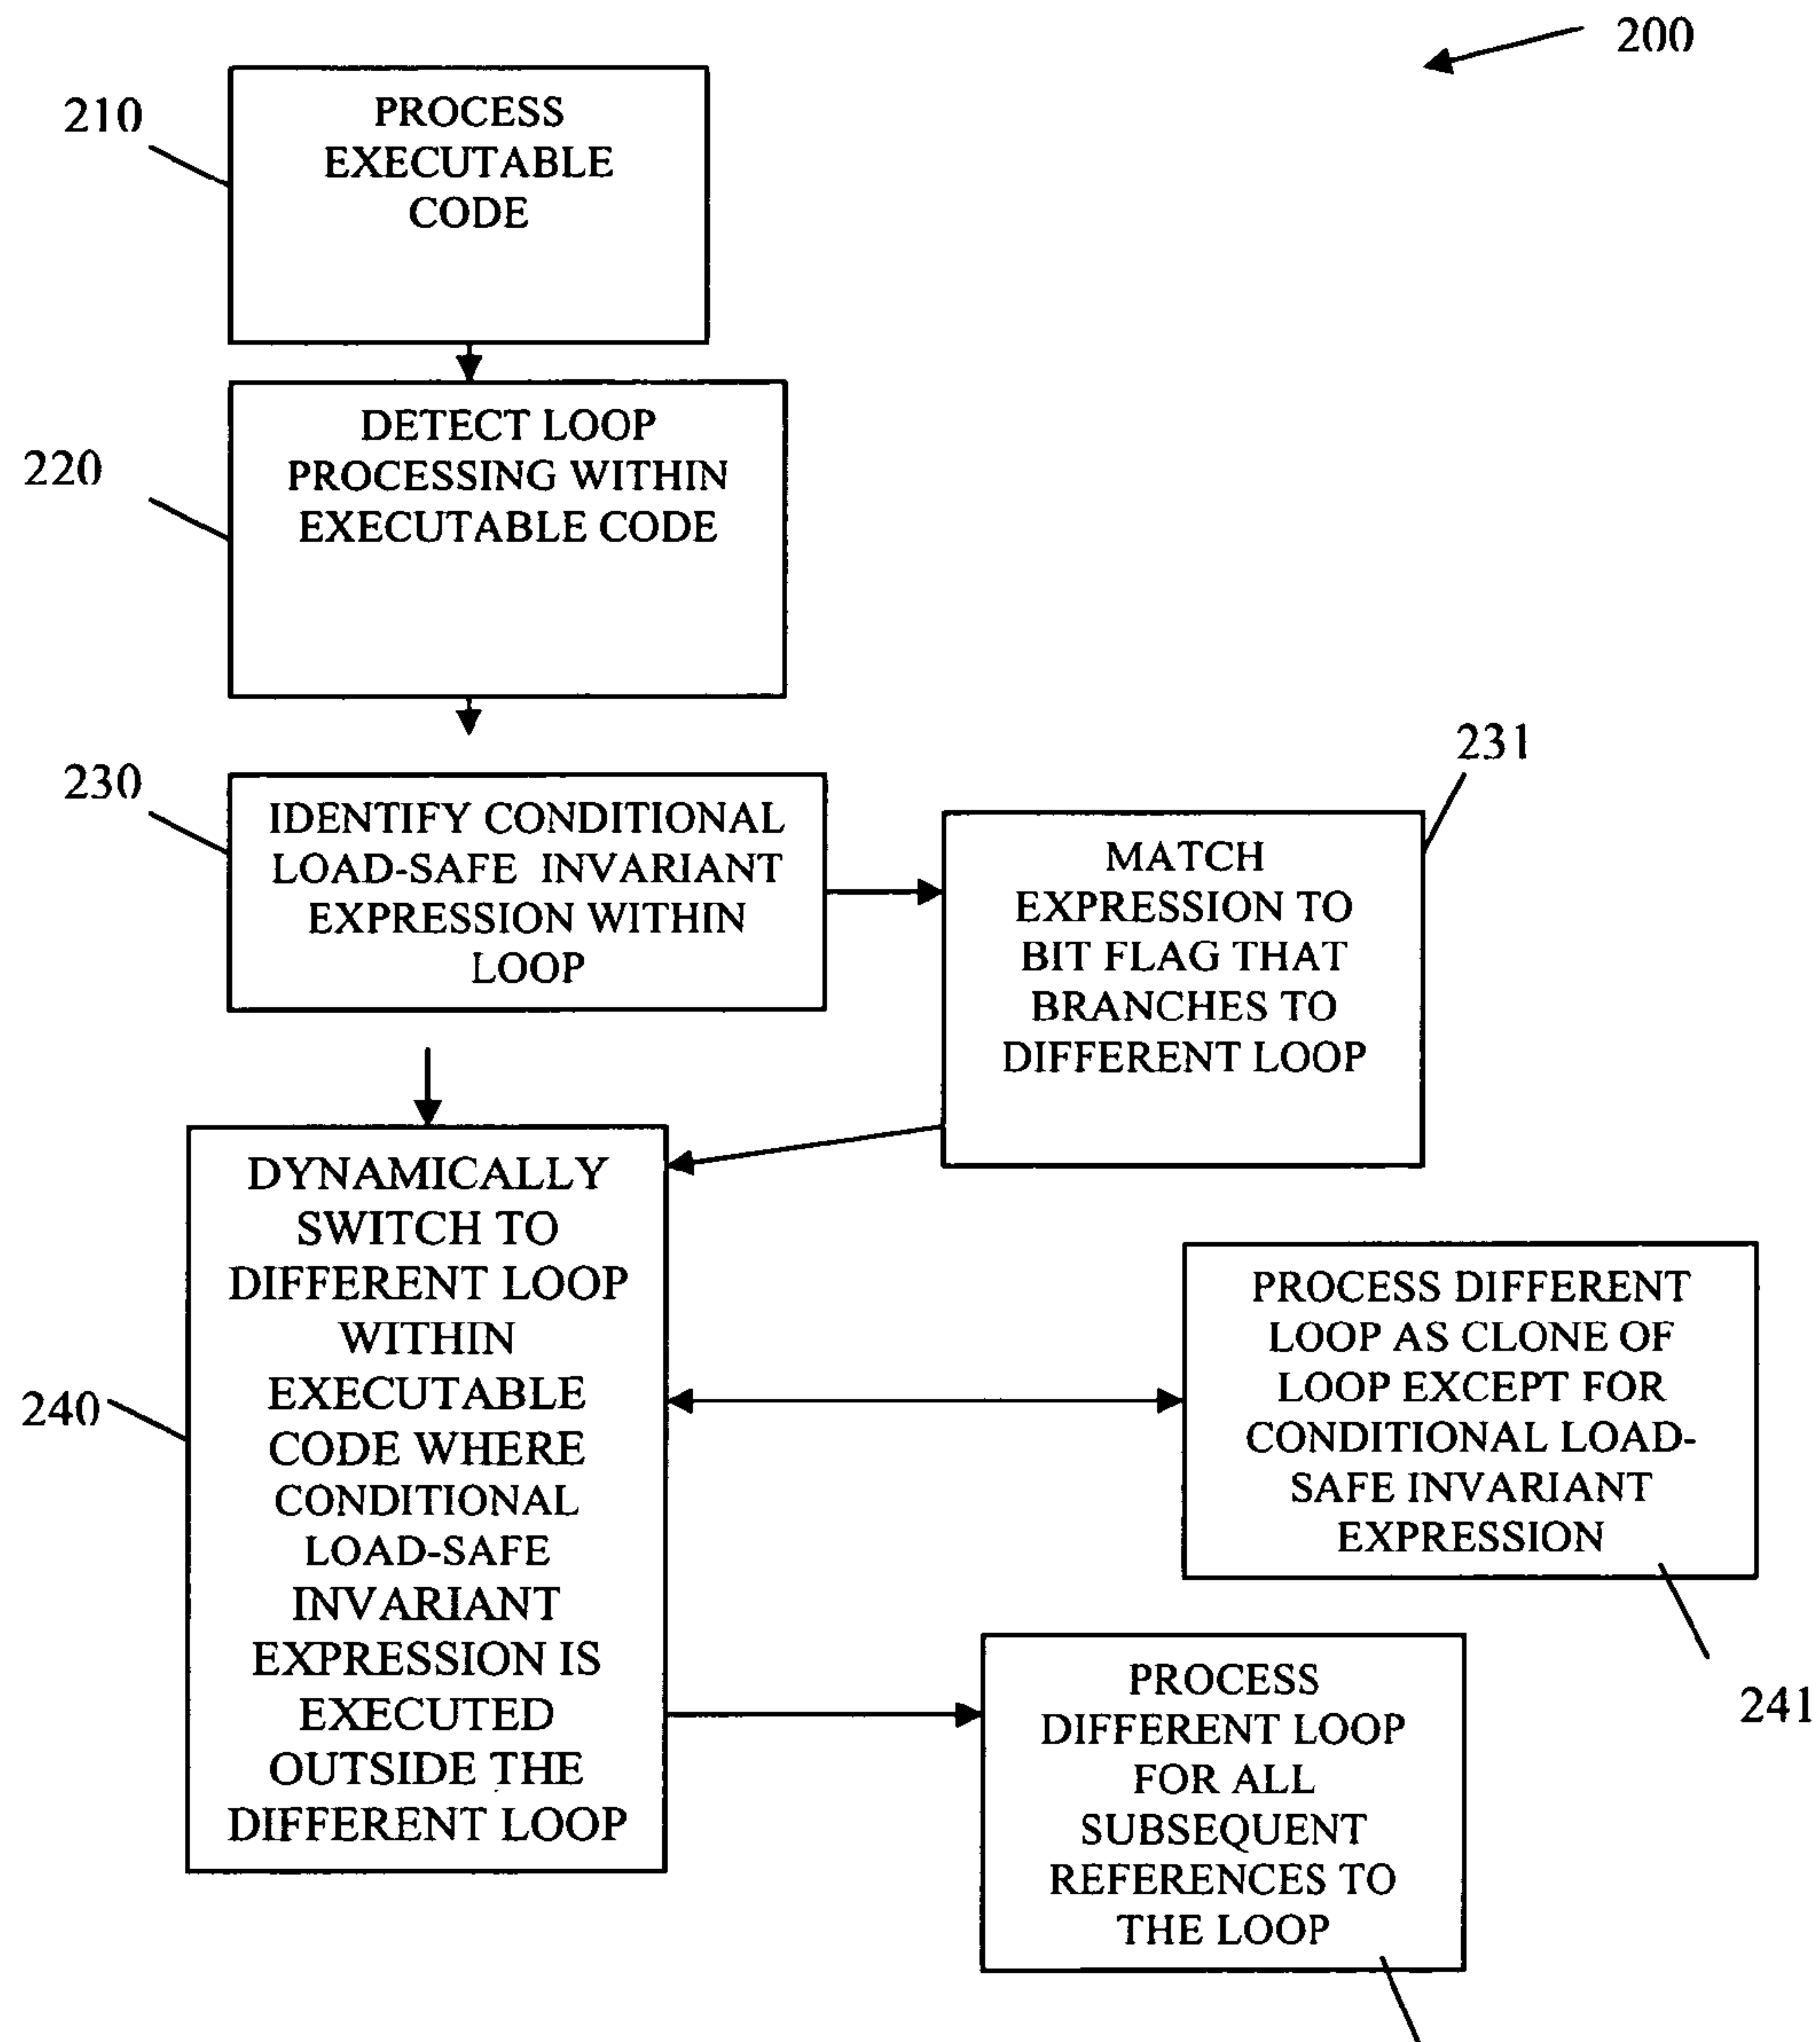 200
210
PROCESS
EXECUTABLE
CODE
220
DETECT LOOP
PROCESSING WITHIN
EXECUTABLE CODE
230
IDENTIFY CONDITIONAL
LOAD-SAFE INVARIANT
EXPRESSION WITHIN
LOOP
231
MATCH
EXPRESSION TO
BIT FLAG THAT
BRANCHES TO
DIFFERENT LOOP
240
DYNAMICALLY
SWITCH TO
DIFFERENT LOOP
WITHIN
EXECUTABLE
CODE WHERE
CONDITIONAL
LOAD-SAFE
INVARIANT
EXPRESSION IS
EXECUTED
OUTSIDE THE
DIFFERENT LOOP
PROCESS DIFFERENT
LOOP AS CLONE OF
LOOP EXCEPT FOR
CONDITIONAL LOAD-
SAFE INVARIANT
EXPRESSION
241
PROCESS
DIFFERENT LOOP
FOR ALL
SUBSEQUENT
REFERENCES TO
THE LOOP